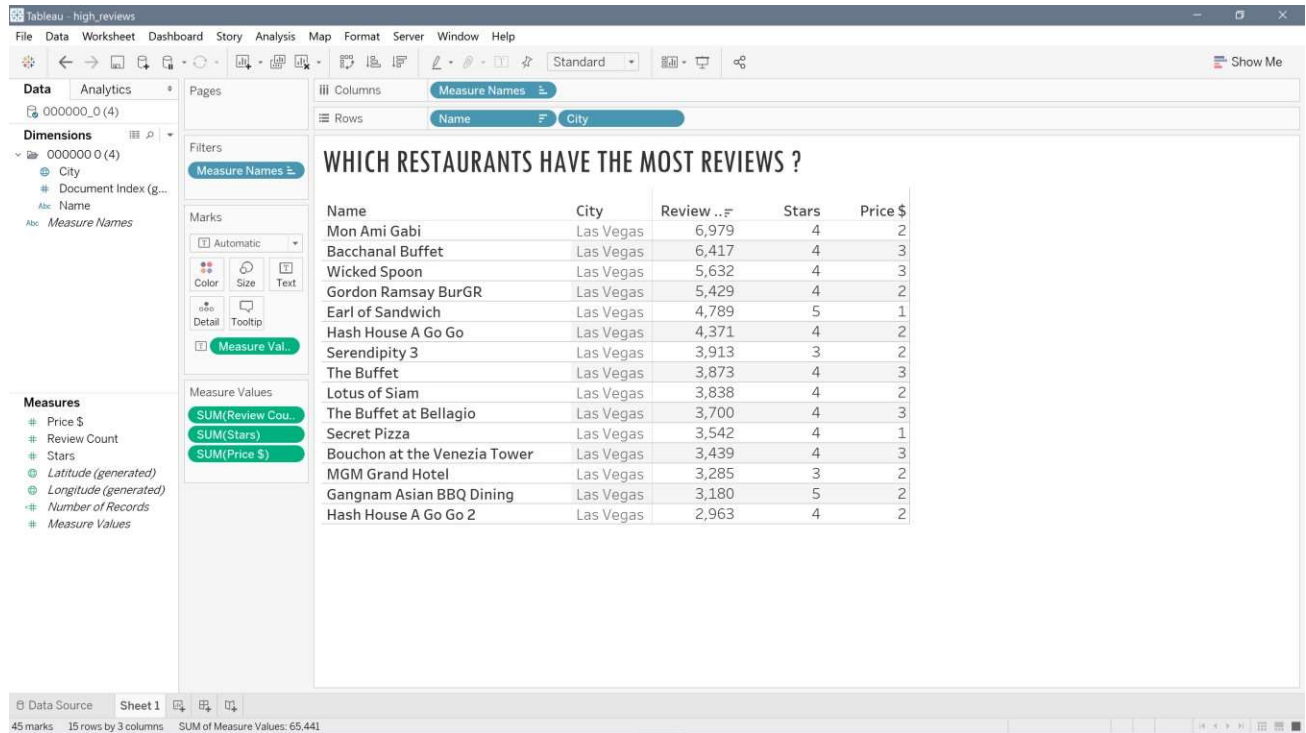 Tableau - high_reviews
File Data Worksheet Dashboard Story Analysis Map Format Server Window Help
Standard
Show Me
Data Analytics
000000_0 (4)
Dimensions
000000 0 (4)
City
Document Index (g...
Abc Name
Abc Measure Names
Measures
# Price $
# Review Count
# Stars
Latitude (generated)
Longitude (generated)
=# Number of Records
# Measure Values
Pages
Filters
Measure Names
Marks
Automatic
Color Size Text
Detail Tooltip
Measure Val..
Measure Values
SUM(Review Cou..
SUM(Stars)
SUM(Price $)
Columns Measure Names
Rows Name City
WHICH RESTAURANTS HAVE THE MOST REVIEWS ?
Name City Review .. Stars Price $
Mon Ami Gabi Las Vegas 6,979 4 2
Bacchanal Buffet Las Vegas 6,417 4 3
Wicked Spoon Las Vegas 5,632 4 3
Gordon Ramsay BurGR Las Vegas 5,429 4 2
Earl of Sandwich Las Vegas 4,789 5 1
Hash House A Go Go Las Vegas 4,371 4 2
Serendipity 3 Las Vegas 3,913 3 2
The Buffet Las Vegas 3,873 4 3
Lotus of Siam Las Vegas 3,838 4 2
The Buffet at Bellagio Las Vegas 3,700 4 3
Secret Pizza Las Vegas 3,542 4 1
Bouchon at the Venezia Tower Las Vegas 3,439 4 3
MGM Grand Hotel Las Vegas 3,285 3 2
Gangnam Asian BBQ Dining Las Vegas 3,180 5 2
Hash House A Go Go 2 Las Vegas 2,963 4 2
Data Source Sheet 1
45 marks 15 rows by 3 columns SUM of Measure Values: 65,441